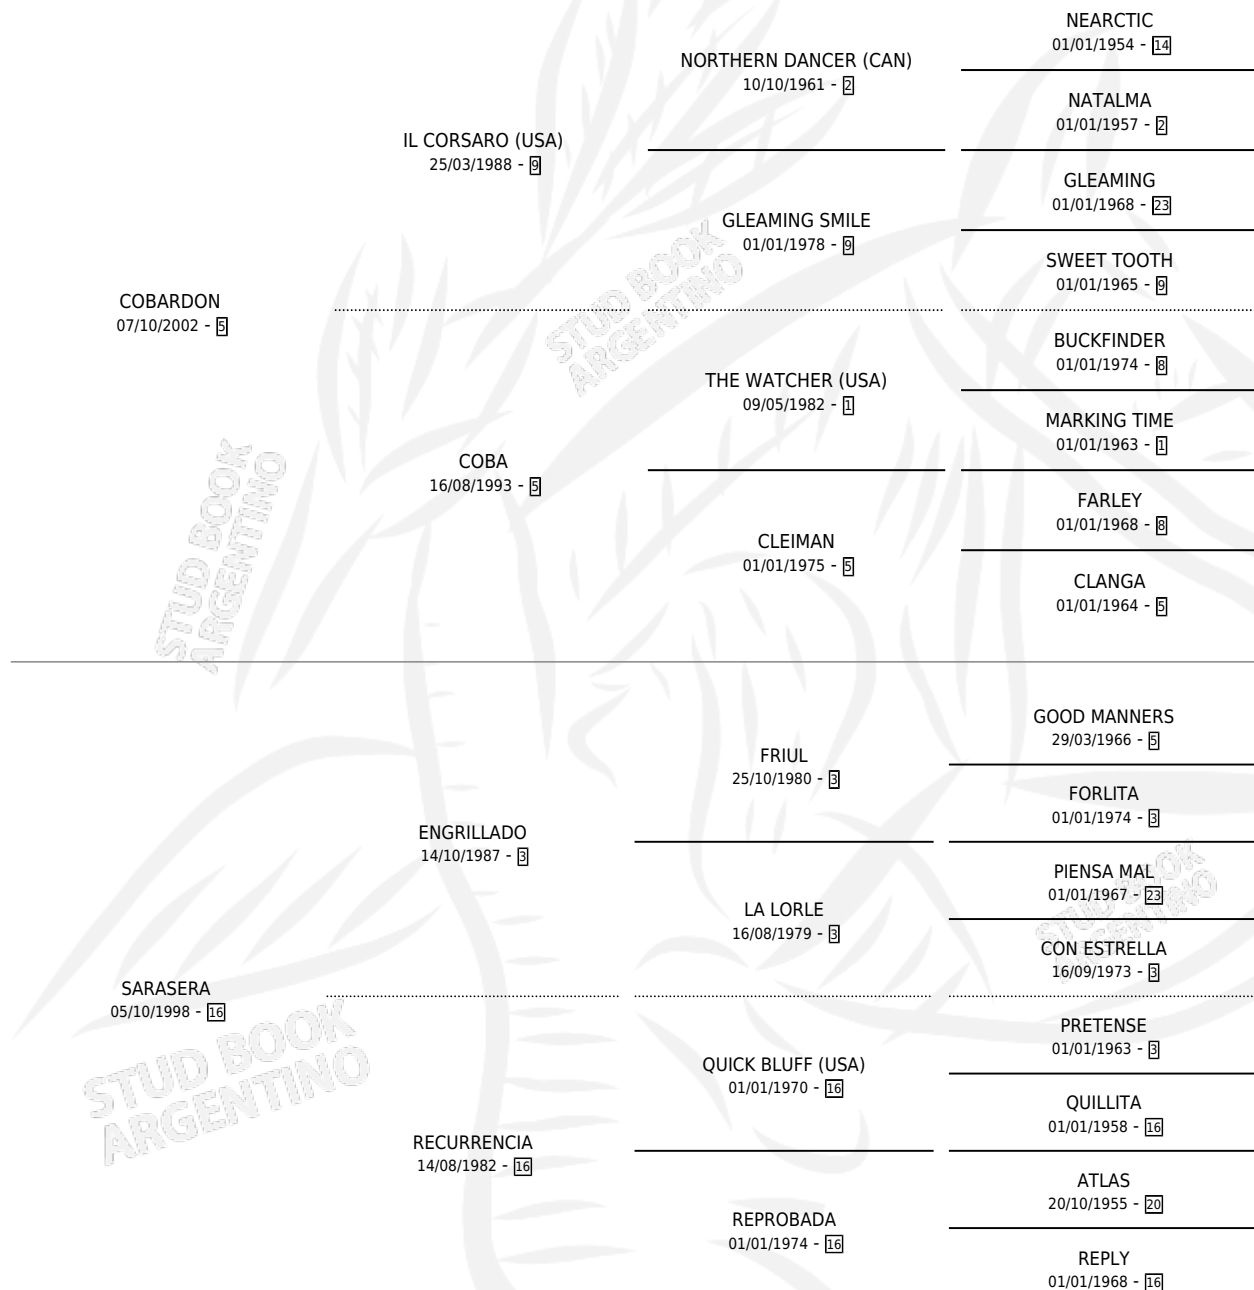 NEARCTIC
01/01/1954 - 14
NORTHERN DANCER (CAN)
10/10/1961 - 2
NATALMA
01/01/1957 - 2
IL CORSARO (USA)
25/03/1988 - 9
GLEAMING
01/01/1968 - 23
GLEAMING SMILE
01/01/1978 - 9
SWEET TOOTH
01/01/1965 - 9
COBARDON
07/10/2002 - 5
STUD BOOK
ARGENTINO
BUCKFINDER
01/01/1974 - 8
THE WATCHER (USA)
09/05/1982 - 1
MARKING TIME
01/01/1963 - 1
COBA
16/08/1993 - 5
FARLEY
01/01/1968 - 8
CLEIMAN
01/01/1975 - 5
CLANGA
01/01/1964 - 5
STUD BOOK
ARGENTINO
GOOD MANNERS
29/03/1966 - 5
FRIUL
25/10/1980 - 3
FORLITA
01/01/1974 - 3
ENGRILLADO
14/10/1987 - 3
PIENSA MAL
01/01/1967 - 23
LA LORLE
16/08/1979 - 3
CON ESTRELLA
16/09/1973 - 3
STUD BOOK
ARGENTINO
SARASERA
05/10/1998 - 16
PRETENSE
01/01/1963 - 3
QUICK BLUFF (USA)
01/01/1970 - 16
QUILLITA
01/01/1958 - 16
STUD BOOK
ARGENTINO
RECURRENCIA
14/08/1982 - 16
ATLAS
20/10/1955 - 20
REPROBADA
01/01/1974 - 16
REPLY
01/01/1968 - 16